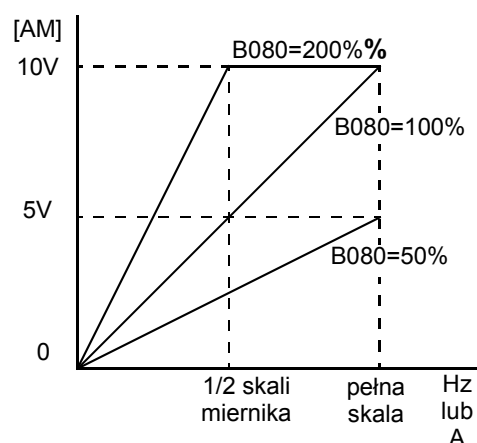 [AM]
B080=200%%
10V
B080=100%
5V
B080=50%
0
1/2 skali
miernika
pełna
skala
Hz
lub
A